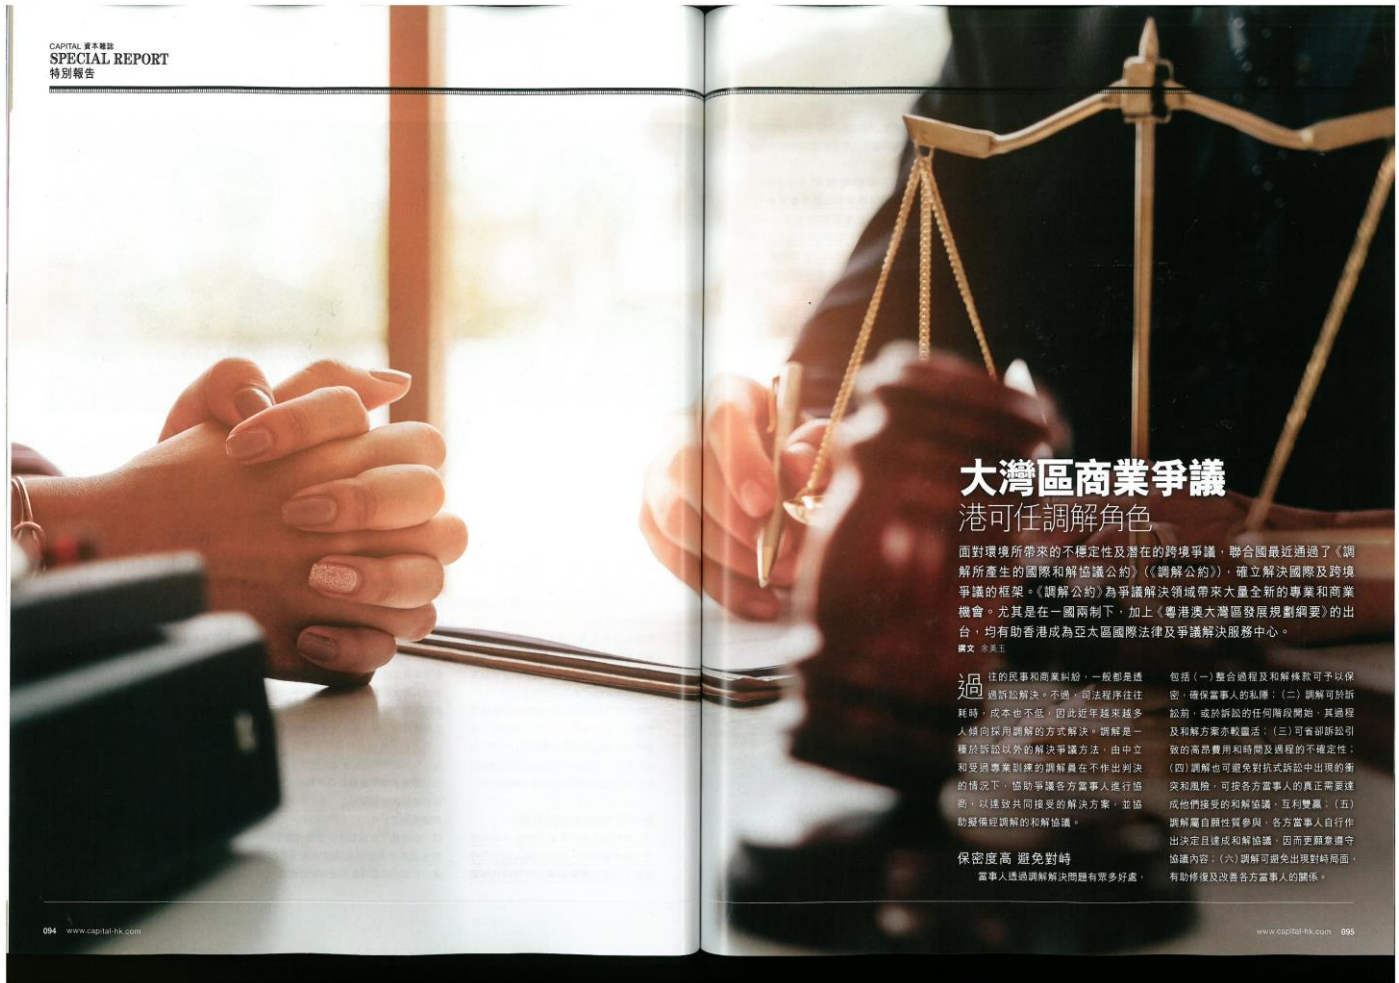 CAPITAL 資本雜誌
SPECIAL REPORT
特別報告
大灣區商業爭議
港可任調解角色
面對環境所帶來的不穩定性及潛在的跨境爭議，聯合國最近通過了《調
解所產生的國際和解協議公約》（《調解公約》），確立解決國際及跨境
爭議的框架。《調解公約》為爭議解決領域帶來大量全新的專業和商業
機會。尤其是在一國兩制下，加上《粵港澳大灣區發展規劃綱要》的出
台，均有助香港成為亞太區國際法律及爭議解決服務中心。
撰文 余美玉
過往的民事和商業糾紛，一般都是透
過訴訟解決。不過，司法程序往往
耗時，成本也不低，因此近年越來越多
人傾向採用調解的方式解決。調解是一
種於訴訟以外的解決爭議方法，由中立
和受過專業訓練的調解員在不作出判決
的情況下，協助爭議各方當事人進行協
商，以達致共同接受的解決方案，並協
助擬備經調解的和解協議。
保密度高 避免對峙
當事人透過調解解決問題有眾多好處，
包括（一）整合過程及和解條款可予以保
密，確保當事人的私隱；（二）調解可於訴
訟前，或於訴訟的任何階段開始，其過程
及和解方案亦較靈活；（三）可省卻訴訟引
致的高昂費用和時間及過程的不確定性；
（四）調解也可避免對抗式訴訟中出現的衝
突和風險，可按各方當事人的真正需要達
成他們接受的和解協議，互利雙贏；（五）
調解屬自願性質參與，各方當事人自行作
出決定且達成和解協議，因而更願意遵守
協議內容；（六）調解可避免出現對峙局面，
有助修復及改善各方當事人的關係。
094 www.capital-hk.com
www.capital-hk.com 095